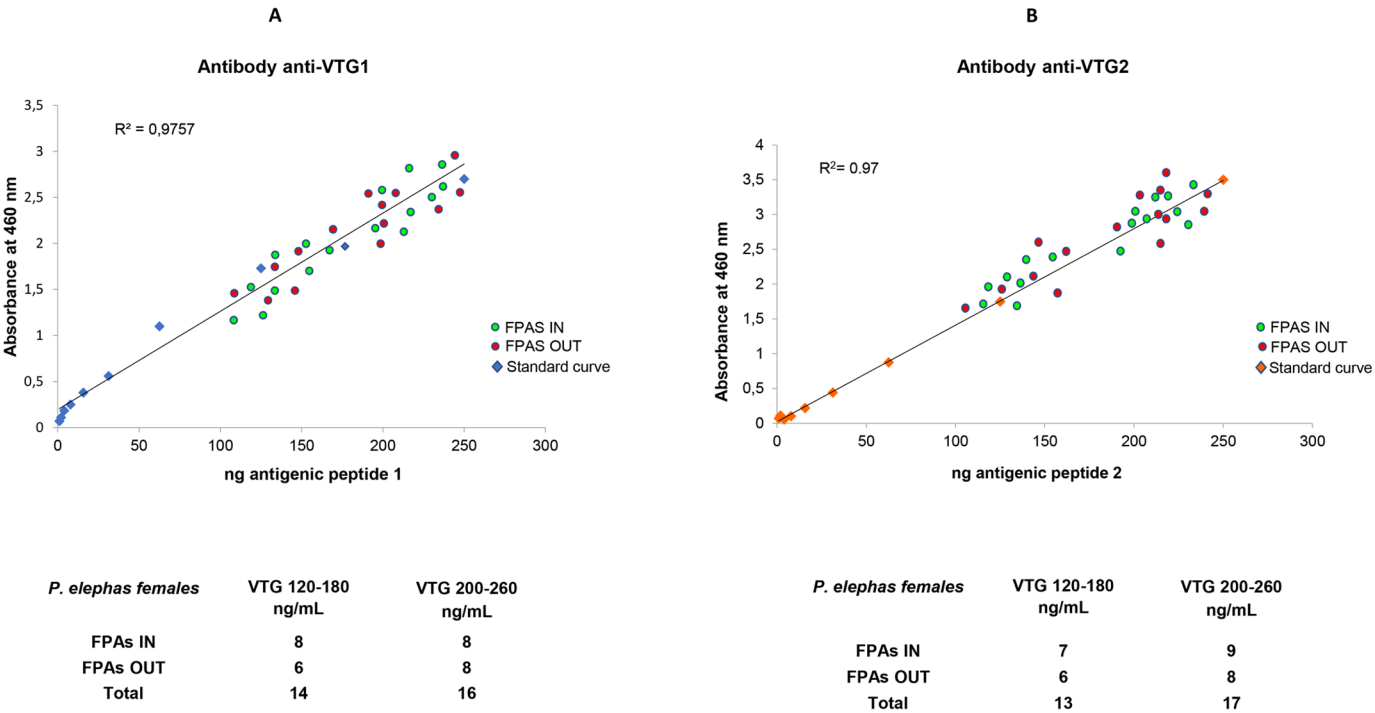 A
Antibody anti-VTG1
3,5
3
2,5
2
1,5
1
0,5
0
R² = 0,9757
Absorbance at 460 nm
FPAS IN
FPAS OUT
Standard curve
0 50 100 150 200 250 300
ng antigenic peptide 1
P. elephas females VTG 120-180 VTG 200-260
ng/mL ng/mL
FPAs IN 8 8
FPAs OUT 6 8
Total 14 16
B
Antibody anti-VTG2
4
3,5
3
2,5
2
1,5
1
0,5
0
R²= 0.97
Absorbance at 460 nm
FPAS IN
FPAS OUT
Standard curve
0 50 100 150 200 250 300
ng antigenic peptide 2
P. elephas females VTG 120-180 VTG 200-260
ng/mL ng/mL
FPAs IN 7 9
FPAs OUT 6 8
Total 13 17